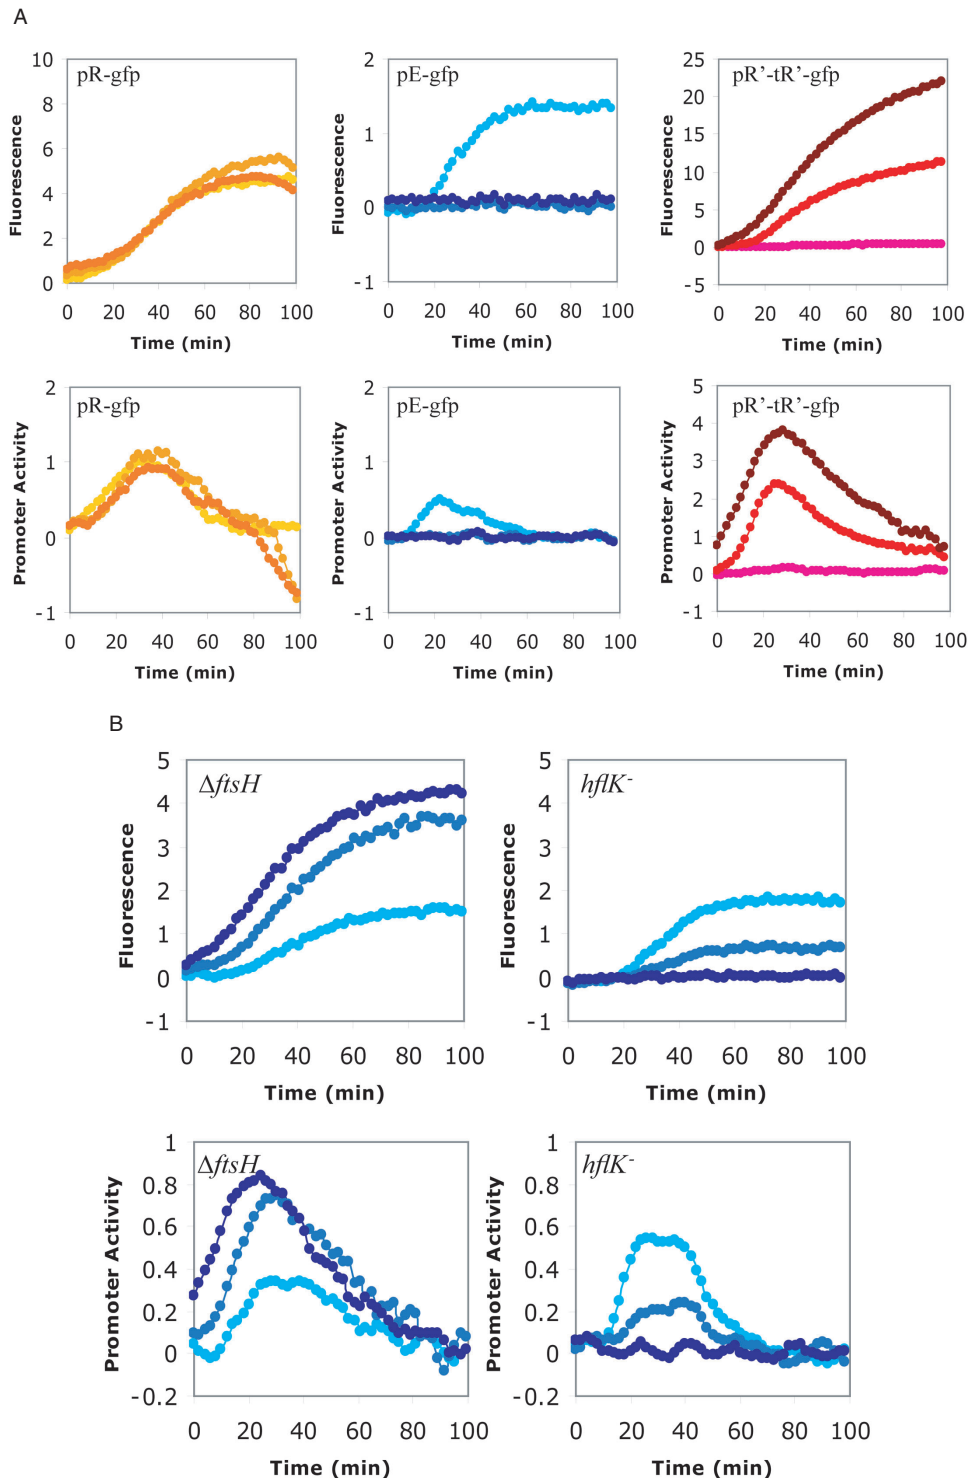 A
pR-gfp
Fluorescence
10
8
6
4
2
0
0 20 40 60 80 100
Time (min)
pE-gfp
Fluorescence
2
1
0
-1
0 20 40 60 80 100
Time (min)
pR’-tR’-gfp
Fluorescence
25
20
15
10
5
0
-5
0 20 40 60 80 100
Time (min)
pR-gfp
Promoter Activity
2
1
0
-1
0 20 40 60 80 100
Time (min)
pE-gfp
Promoter Activity
2
1
0
-1
0 20 40 60 80 100
Time (min)
pR’-tR’-gfp
Promoter Activity
5
4
3
2
1
0
-1
0 20 40 60 80 100
Time (min)
B
ΔftsH
Fluorescence
5
4
3
2
1
0
-1
0 20 40 60 80 100
Time (min)
hflK-
Fluorescence
5
4
3
2
1
0
-1
0 20 40 60 80 100
Time (min)
ΔftsH
Promoter Activity
1
0.8
0.6
0.4
0.2
0
-0.2
0 20 40 60 80 100
Time (min)
hflK-
Promoter Activity
1
0.8
0.6
0.4
0.2
0
-0.2
0 20 40 60 80 100
Time (min)